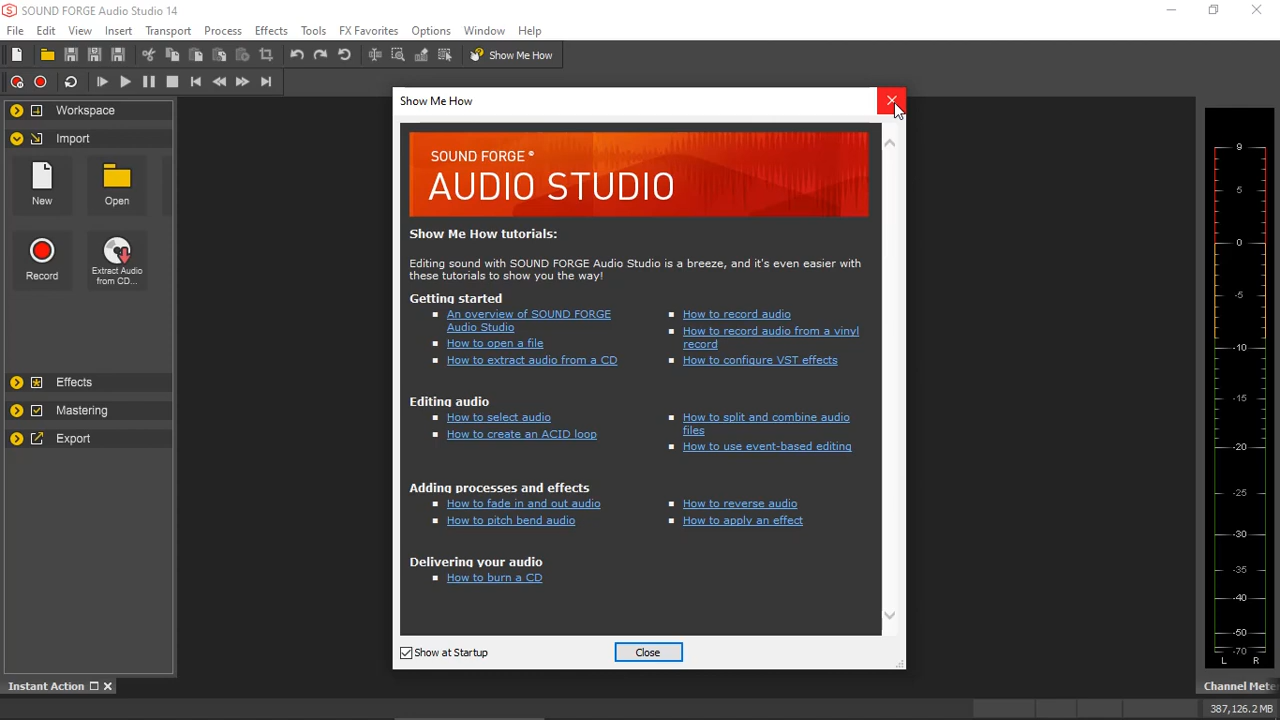 SOUND FORGE Audio Studio 14
File Edit View Insert Transport Process Effects Tools FX Favorites Options Window Help
Show Me How
Workspace
Import
New
Open
Record
Extract Audio
from CD...
Effects
Mastering
Export
Instant Action
Show Me How
SOUND FORGE®
AUDIO STUDIO
Show Me How tutorials:
Editing sound with SOUND FORGE Audio Studio is a breeze, and it's even easier with
these tutorials to show you the way!
Getting started
An overview of SOUND FORGE
Audio Studio
How to open a file
How to extract audio from a CD
How to record audio
How to record audio from a vinyl
record
How to configure VST effects
Editing audio
How to select audio
How to create an ACID loop
How to split and combine audio
files
How to use event-based editing
Adding processes and effects
How to fade in and out audio
How to pitch bend audio
How to reverse audio
How to apply an effect
Delivering your audio
How to burn a CD
Show at Startup
Close
9
5
0
-5
-10
-15
-20
-25
-30
-35
-40
-50
-70
L R
Channel Mete
387,126.2 MB